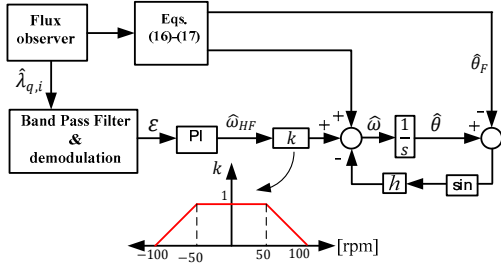 Flux
observer
Eqs.
(16)-(17)
λ̂_{q,i}
θ̂_F
Band Pass Filter
&
demodulation
ε
PI
ω̂_{HF}
k
+
+
-
ω̂
1
s
θ̂
+
-
h
sin
k
1
−100
−50
50
100
[rpm]